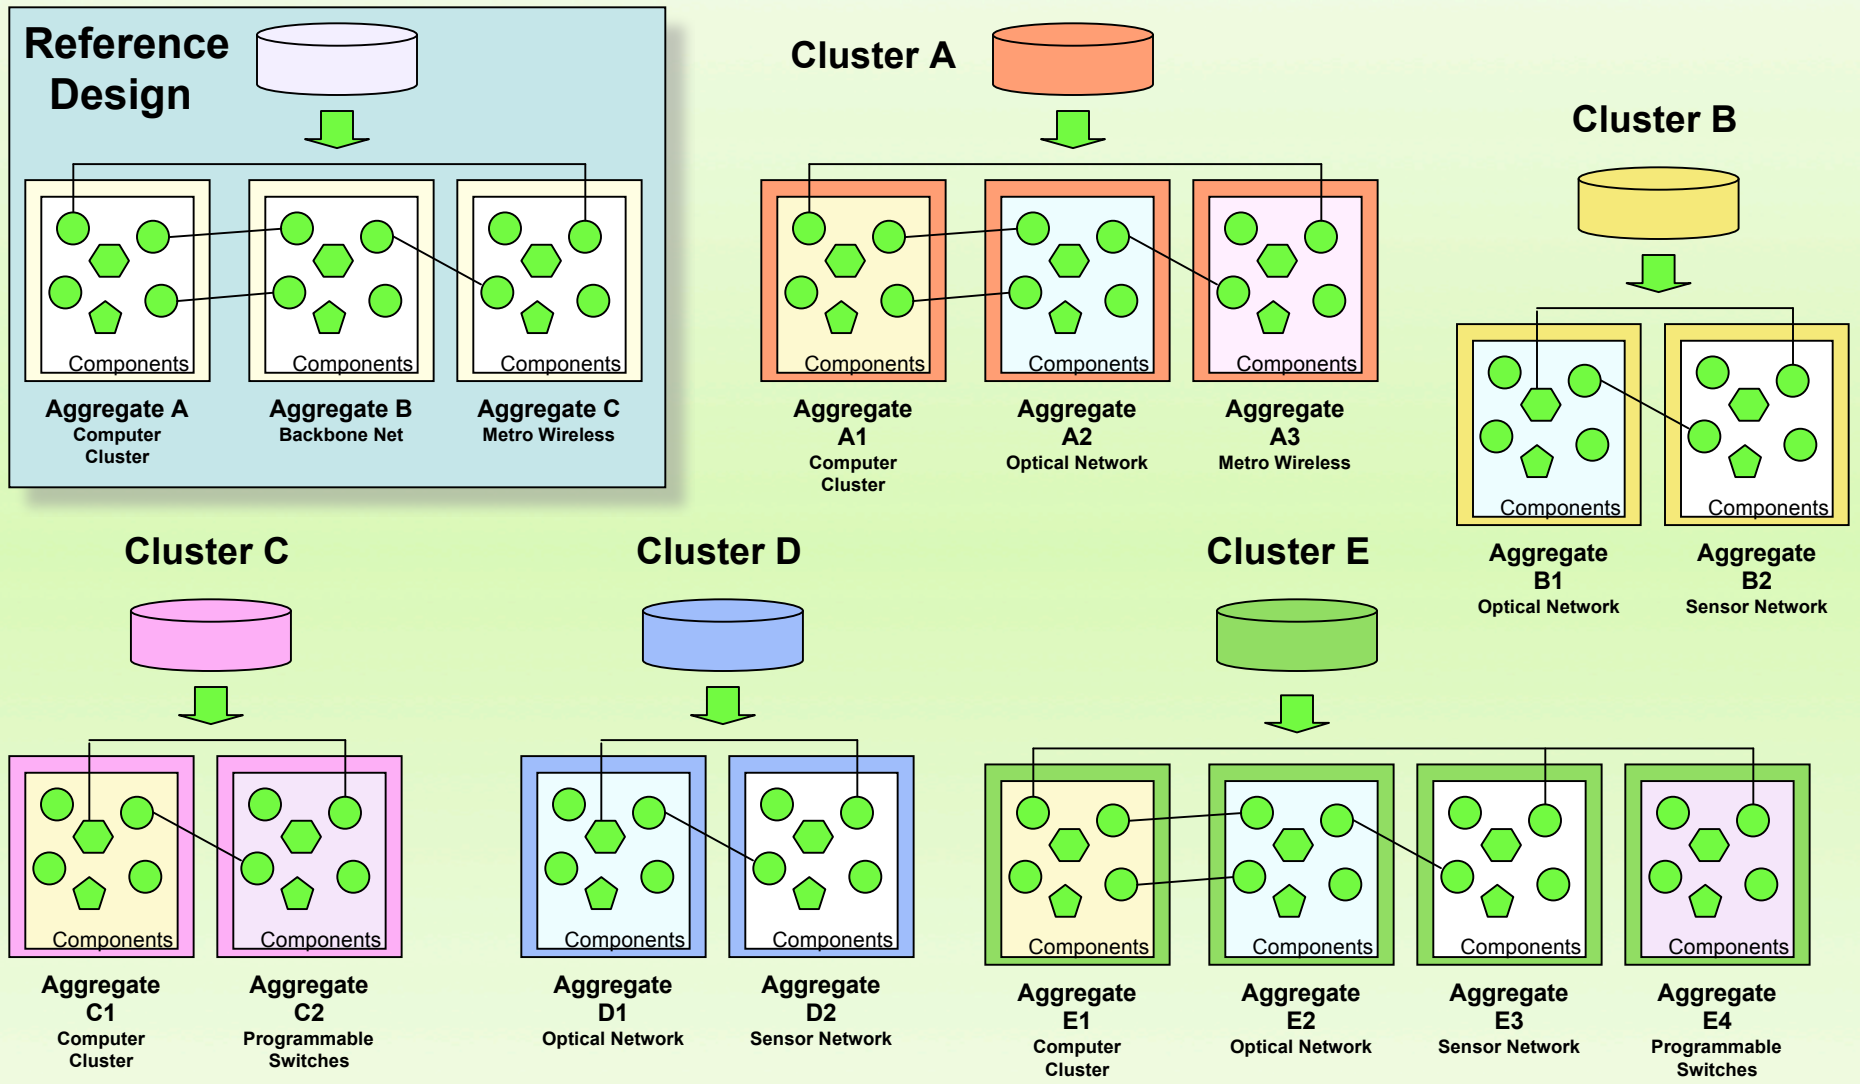 Reference
Design
Components
Components
Components
Aggregate A
Computer
Cluster
Aggregate B
Backbone Net
Aggregate C
Metro Wireless
Cluster A
Components
Components
Components
Aggregate
A1
Computer
Cluster
Aggregate
A2
Optical Network
Aggregate
A3
Metro Wireless
Cluster B
Components
Components
Aggregate
B1
Optical Network
Aggregate
B2
Sensor Network
Cluster C
Components
Components
Aggregate
C1
Computer
Cluster
Aggregate
C2
Programmable
Switches
Cluster D
Components
Components
Aggregate
D1
Optical Network
Aggregate
D2
Sensor Network
Cluster E
Components
Components
Components
Components
Aggregate
E1
Computer
Cluster
Aggregate
E2
Optical Network
Aggregate
E3
Sensor Network
Aggregate
E4
Programmable
Switches